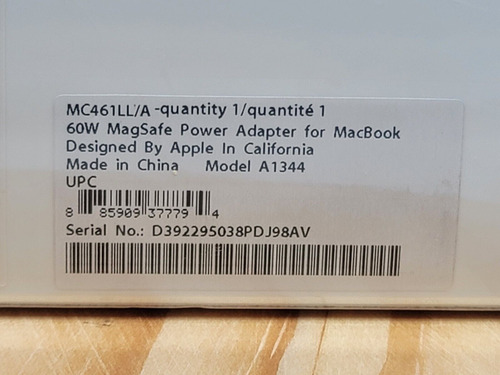 MC461LL/A -quantity 1/quantité 1
60W MagSafe Power Adapter for MacBook
Designed By Apple In California
Made in China Model A1344
UPC
8 85909 37779 4
Serial No.: D392295038PDJ98AV